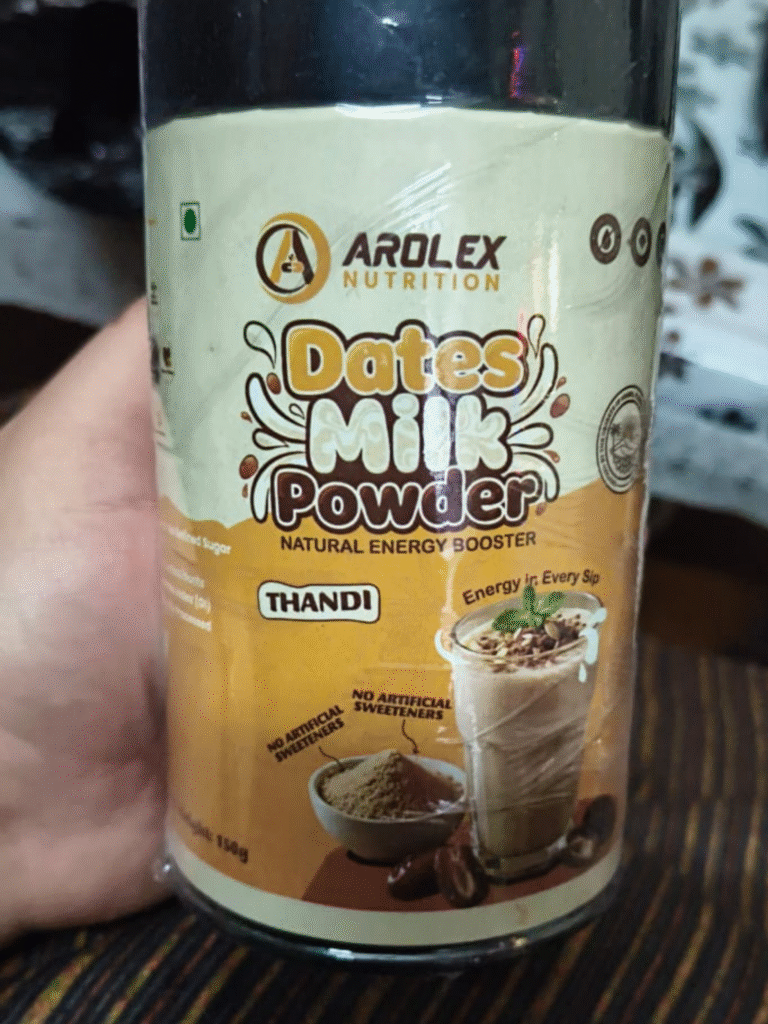 AROLEX
NUTRITION
Dates
Milk
Powder
NATURAL ENERGY BOOSTER
THANDI
Energy in Every Sip
NO ARTIFICIAL
SWEETENERS
NO ARTIFICIAL
SWEETENERS
Sugar
150g